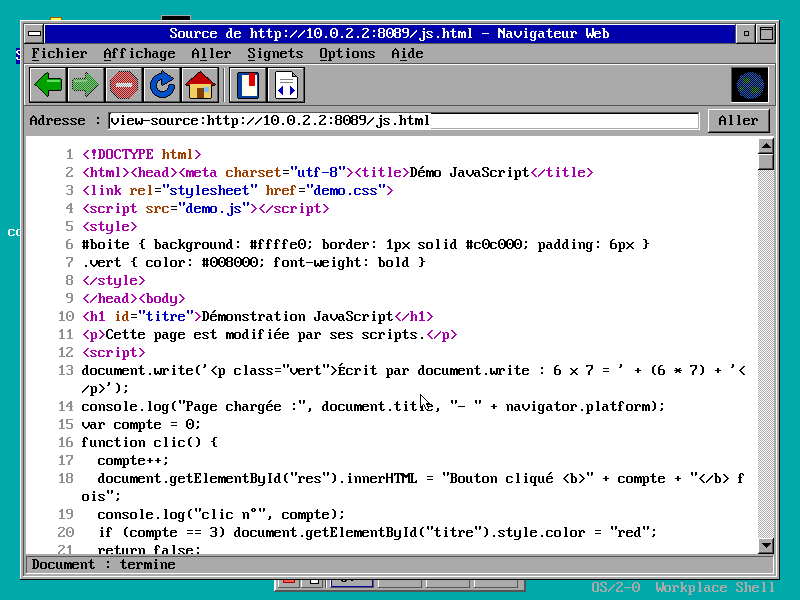 Source de http://10.0.2.2:8089/js.html - Navigateur Web
Fichier Affichage Aller Signets Options Aide
Adresse : view-source:http://10.0.2.2:8089/js.html Aller
1 <!DOCTYPE html>
2 <html><head><meta charset="utf-8"><title>Démo JavaScript</title>
3 <link rel="stylesheet" href="demo.css">
4 <script src="demo.js"></script>
5 <style>
6 #boite { background: #ffffe0; border: 1px solid #c0c000; padding: 6px }
7 .vert { color: #008000; font-weight: bold }
8 </style>
9 </head><body>
10 <h1 id="titre">Démonstration JavaScript</h1>
11 <p>Cette page est modifiée par ses scripts.</p>
12 <script>
13 document.write('<p class="vert">Écrit par document.write : 6 x 7 = ' + (6 * 7) + '<
/p>');
14 console.log("Page chargée :", document.title, "- " + navigator.platform);
15 var compte = 0;
16 function clic() {
17 compte++;
18 document.getElementById("res").innerHTML = "Bouton cliqué <b>" + compte + "</b> f
ois";
19 console.log("clic n°", compte);
20 if (compte == 3) document.getElementById("titre").style.color = "red";
21 return false;
Document : termine
OS/2-0 Workplace Shell